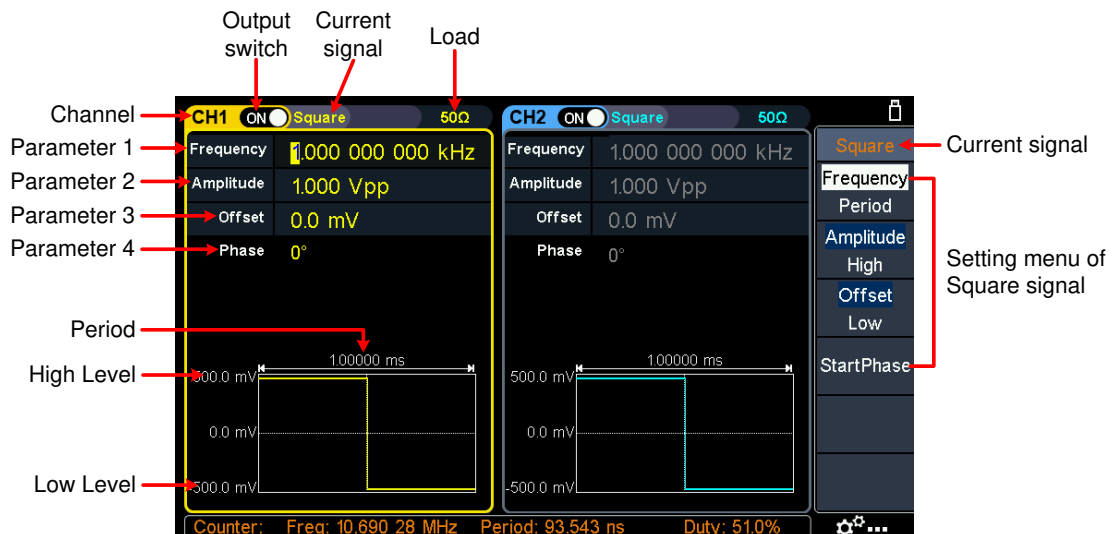 Output switch
Current signal
Load
Channel
CH1 ON Square 50Ω
CH2 ON Square 50Ω
Parameter 1
Frequency 1.000 000 000 kHz
Frequency 1.000 000 000 kHz
Square
Current signal
Parameter 2
Amplitude 1.000 Vpp
Amplitude 1.000 Vpp
Frequency
Period
Parameter 3
Offset 0.0 mV
Offset 0.0 mV
Amplitude
High
Parameter 4
Phase 0°
Phase 0°
Setting menu of
Square signal
Offset
Low
StartPhase
Period
1.00000 ms
1.00000 ms
High Level
500.0 mV
500.0 mV
0.0 mV
0.0 mV
Low Level
-500.0 mV
-500.0 mV
Counter: Freq: 10.690 28 MHz Period: 93.543 ns Duty: 51.0%